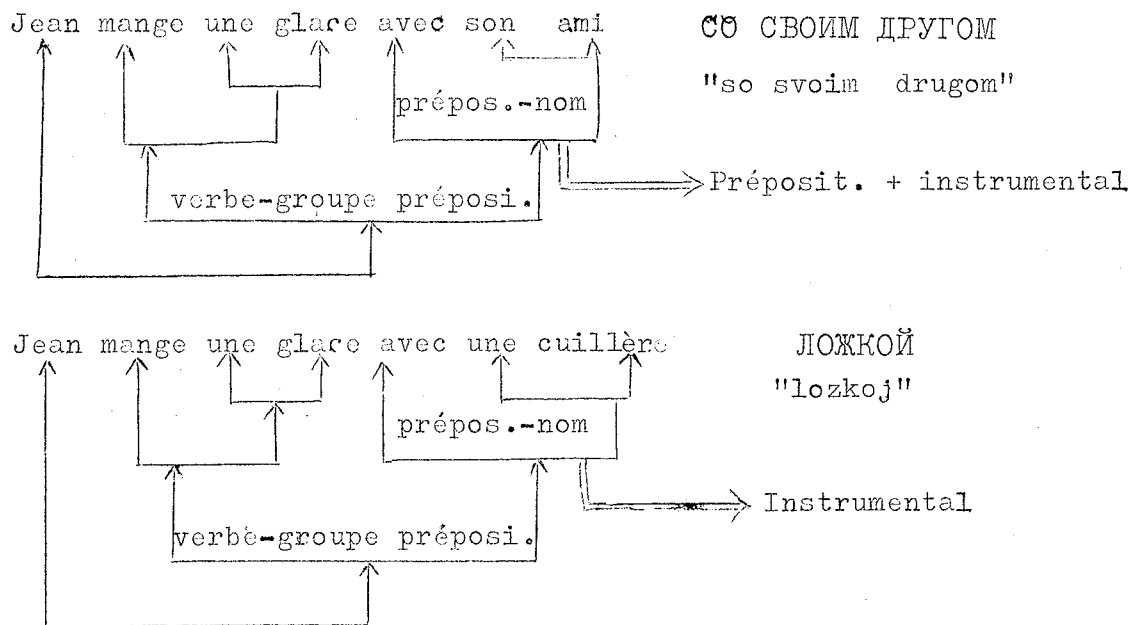 Jean mange une glace avec son ami СО СВОИМ ДРУГОМ
"so svoim drugom"
prépos.-nom
Préposit. + instrumental
verbe-groupe préposi.
Jean mange une glace avec une cuillère ЛОЖКОЙ
"lozkoj"
prépos.-nom
Instrumental
verbe-groupe préposi.